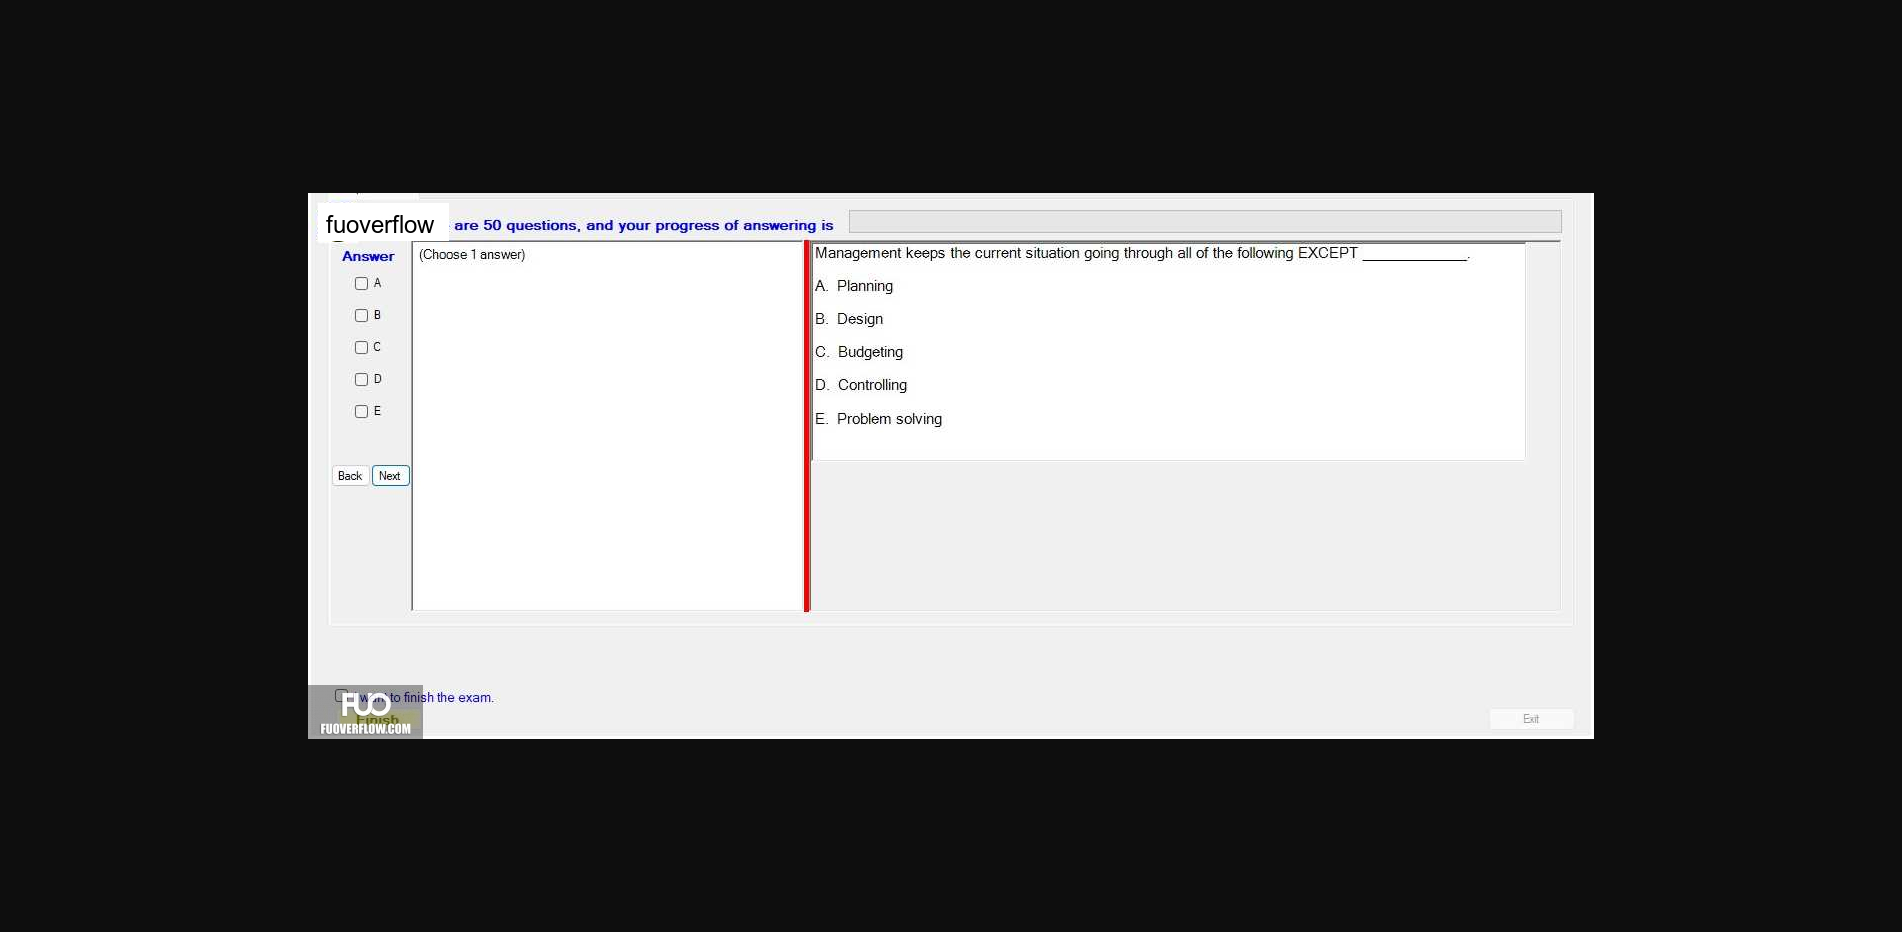 fuoverflow are 50 questions, and your progress of answering is
Answer
(Choose 1 answer)
A
B
C
D
E
Back Next
Management keeps the current situation going through all of the following EXCEPT _____________.
A. Planning
B. Design
C. Budgeting
D. Controlling
E. Problem solving
want to finish the exam.
FUO
Finish
FUOVERFLOW.COM
Exit